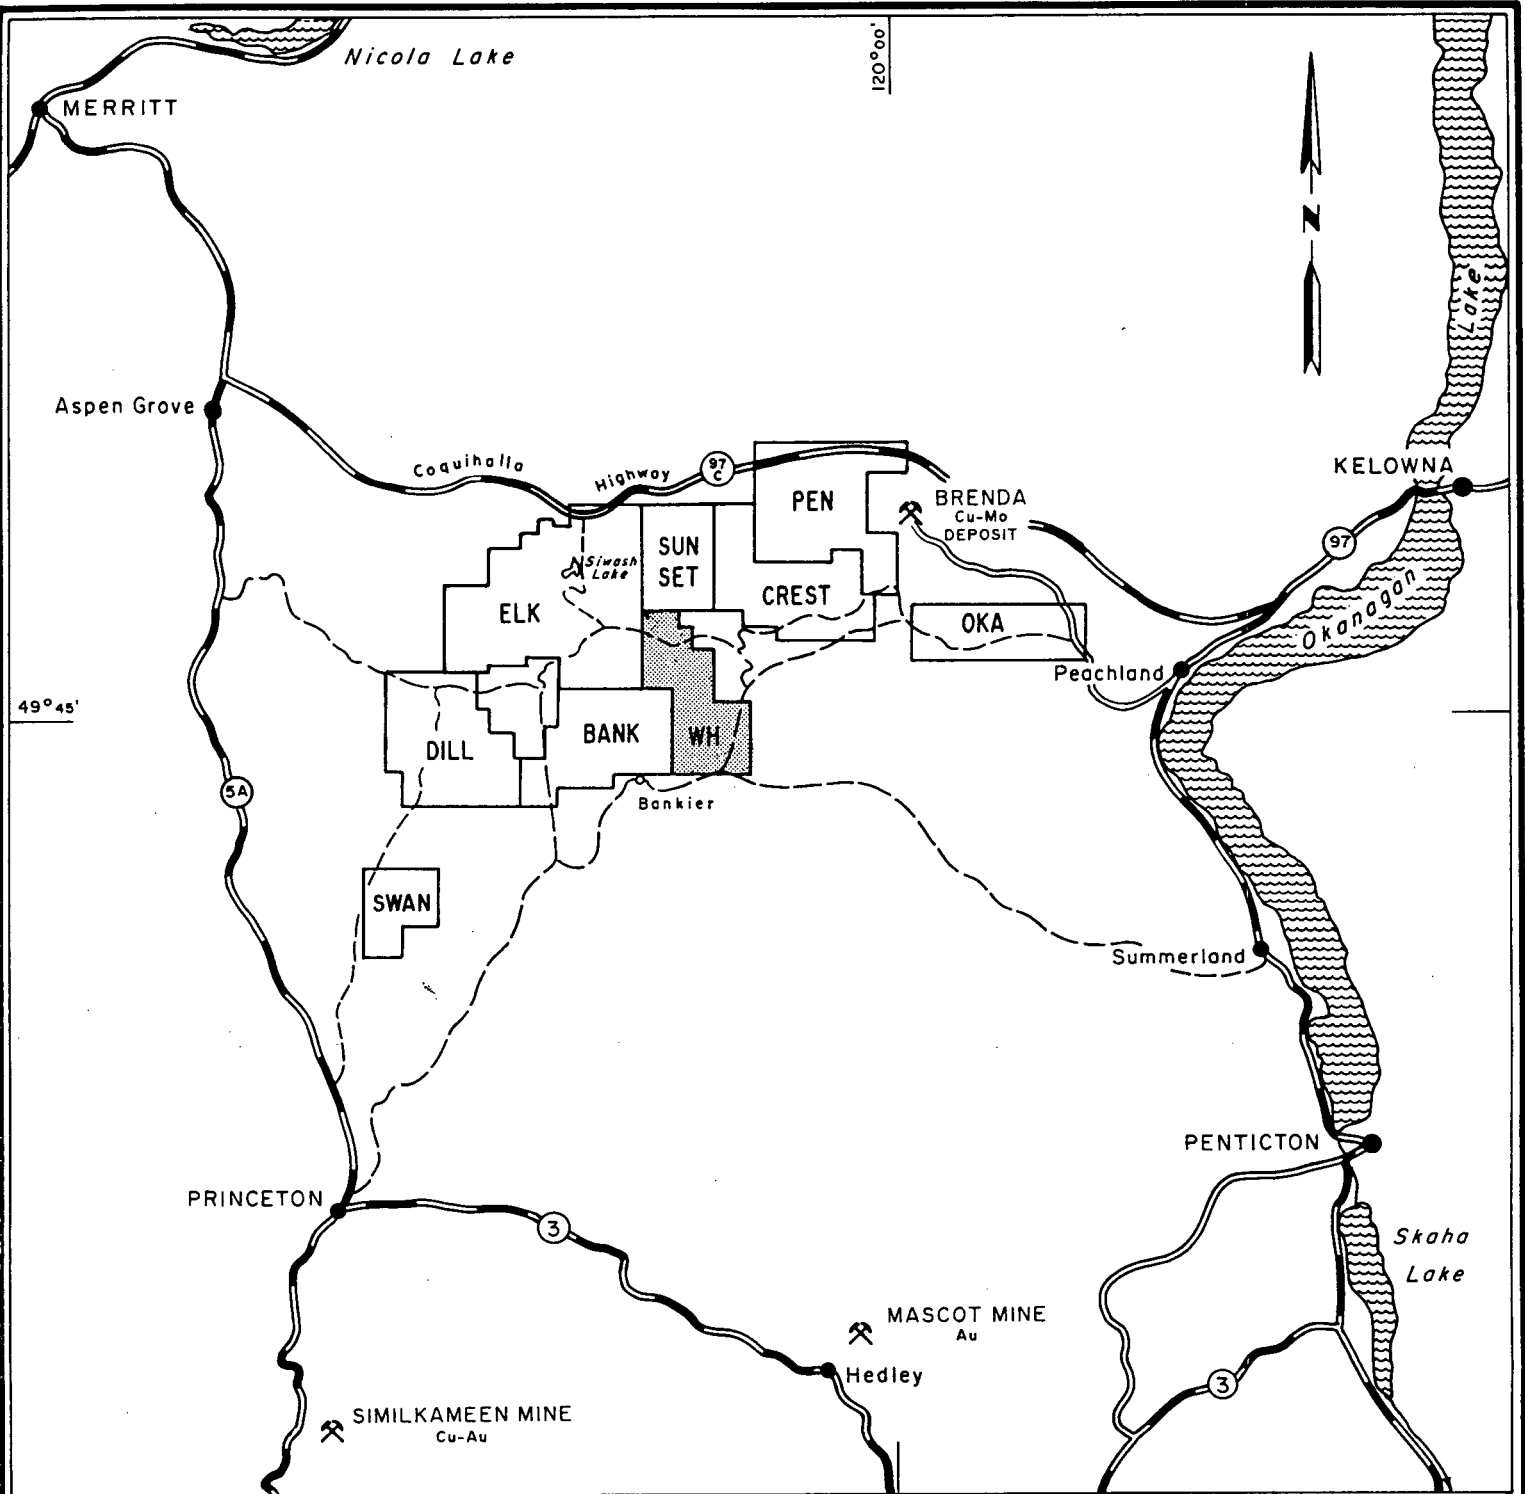 Nicola Lake
120°00'
MERRITT
N
Lake
Aspen Grove
Coquihalla
Highway
97
C
KELOWNA
PEN
BRENDA
Cu-Mo
DEPOSIT
97
SUN
SET
Siwash
Lake
ELK
CREST
OKA
Okanagan
Peachland
49°45'
DILL
BANK
WH
5A
Bankier
SWAN
Summerland
PENTICTON
PRINCETON
3
Skaha
Lake
MASCOT MINE
Au
Hedley
3
SIMILKAMEEN MINE
Cu-Au